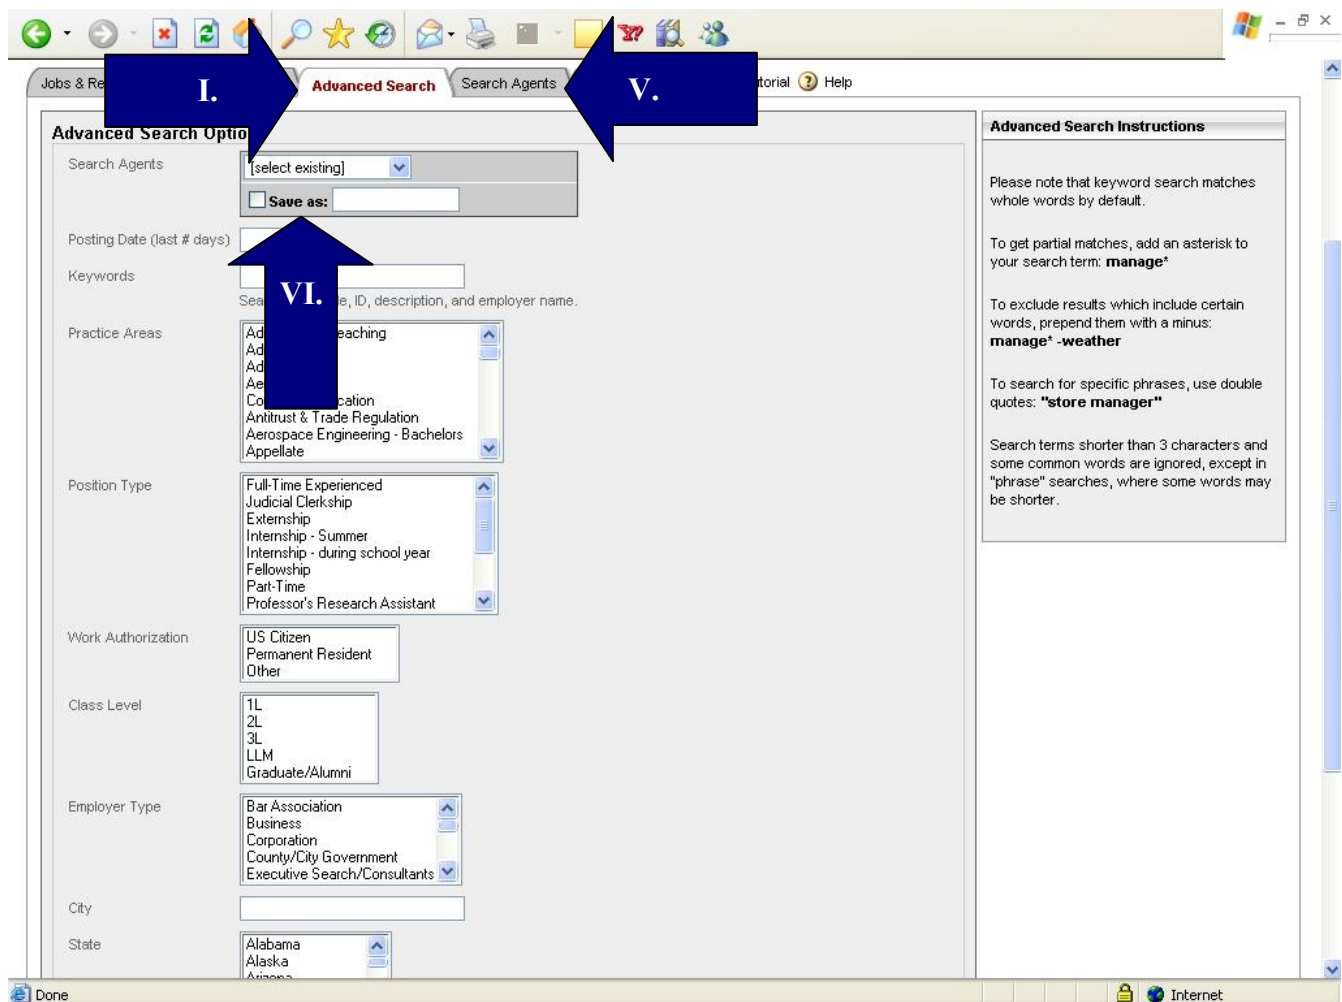 I.
V.
Jobs & Re
Advanced Search
Search Agents
torial
Help
Advanced Search Optio
Search Agents
[select existing]
Save as:
Posting Date (last # days)
Keywords
VI.
Sea
e, ID, description, and employer name.
Practice Areas
Ad
eaching
Ad
Ad
Ae
Co
cation
Antitrust & Trade Regulation
Aerospace Engineering - Bachelors
Appellate
Position Type
Full-Time Experienced
Judicial Clerkship
Externship
Internship - Summer
Internship - during school year
Fellowship
Part-Time
Professor's Research Assistant
Work Authorization
US Citizen
Permanent Resident
Other
Class Level
1L
2L
3L
LLM
Graduate/Alumni
Employer Type
Bar Association
Business
Corporation
County/City Government
Executive Search/Consultants
City
State
Alabama
Alaska
Arizona
Advanced Search Instructions
Please note that keyword search matches
whole words by default.
To get partial matches, add an asterisk to
your search term: manage*
To exclude results which include certain
words, prepend them with a minus:
manage* -weather
To search for specific phrases, use double
quotes: "store manager"
Search terms shorter than 3 characters and
some common words are ignored, except in
"phrase" searches, where some words may
be shorter.
Done
Internet